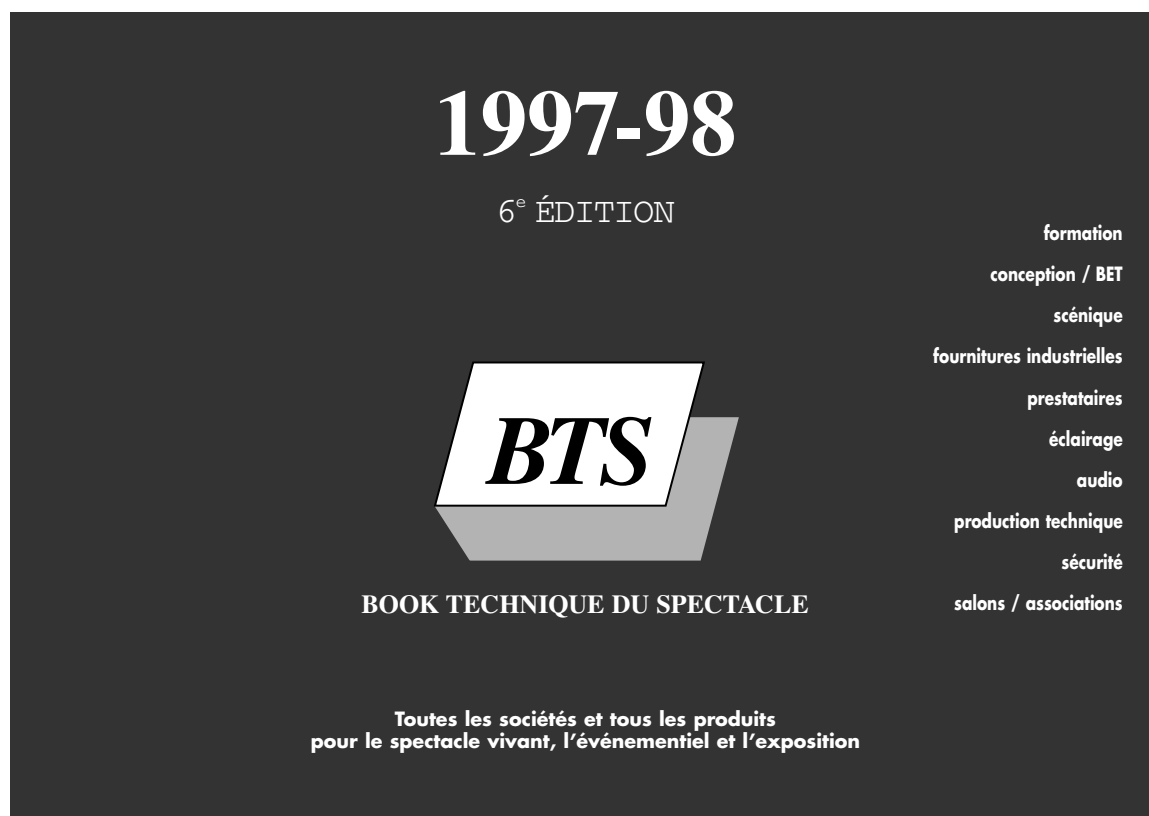 1997-98
6e ÉDITION
formation
conception / BET
scénique
fournitures industrielles
prestataires
éclairage
audio
production technique
sécurité
salons / associations
BTS
BOOK TECHNIQUE DU SPECTACLE
Toutes les sociétés et tous les produits
pour le spectacle vivant, l’événementiel et l’exposition